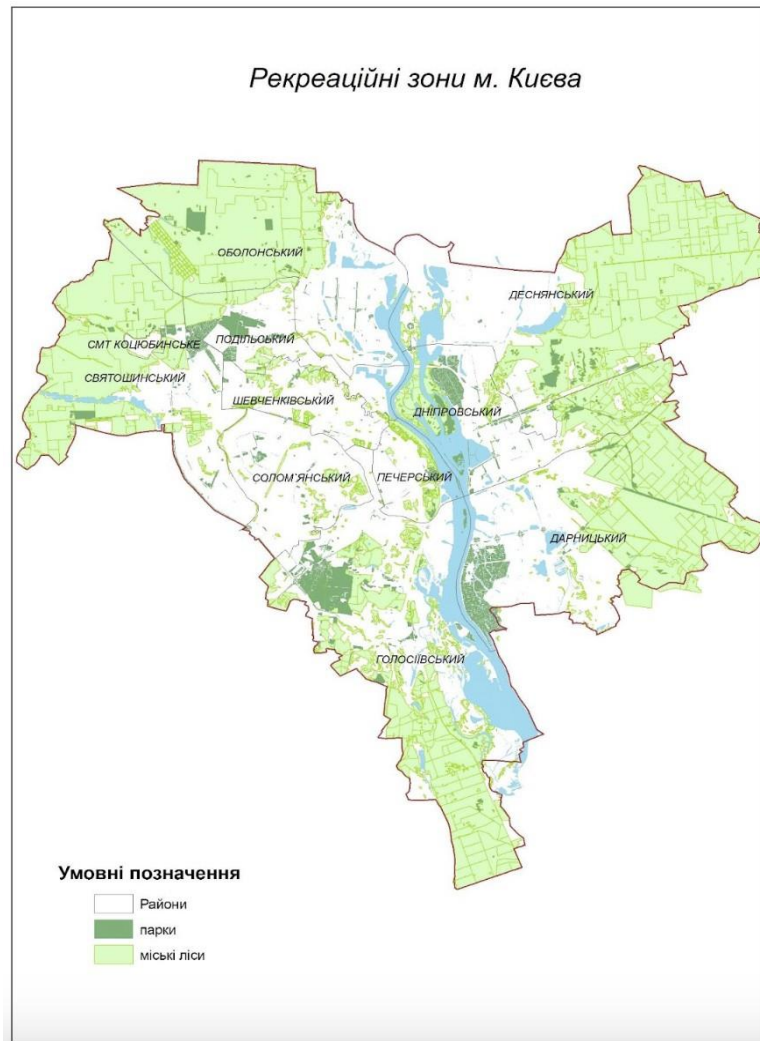 Рекреаційні зони м. Києва
ОБОЛОНСЬКИЙ
ДЕСНЯНСЬКИЙ
СМТ КОЦЮБИНСЬКЕ
ПОДІЛЬСЬКИЙ
СВЯТОШИНСЬКИЙ
ШЕВЧЕНКІВСЬКИЙ
ДНІПРОВСЬКИЙ
СОЛОМ`ЯНСЬКИЙ
ПЕЧЕРСЬКИЙ
ДАРНИЦЬКИЙ
ГОЛОСІЇВСЬКИЙ
Умовні позначення
Райони
парки
міські ліси